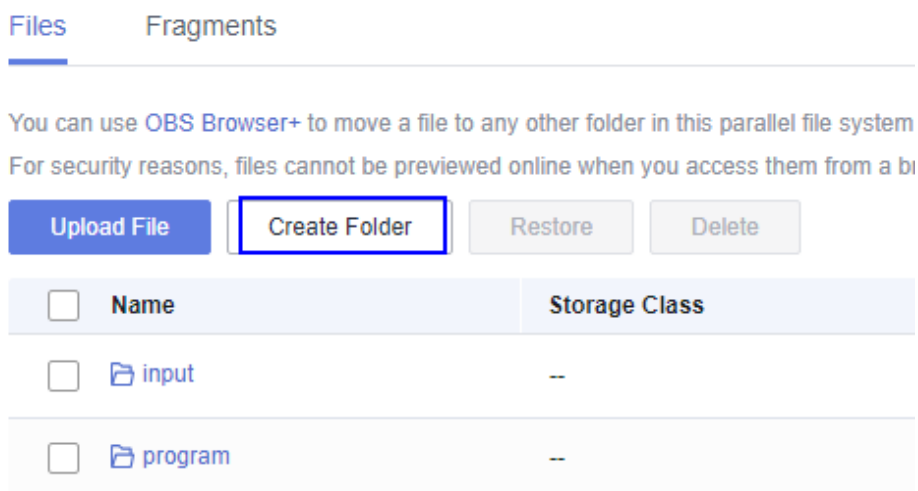 Files Fragments
You can use OBS Browser+ to move a file to any other folder in this parallel file system
For security reasons, files cannot be previewed online when you access them from a
Upload File Create Folder Restore Delete
Name Storage Class
input --
program --